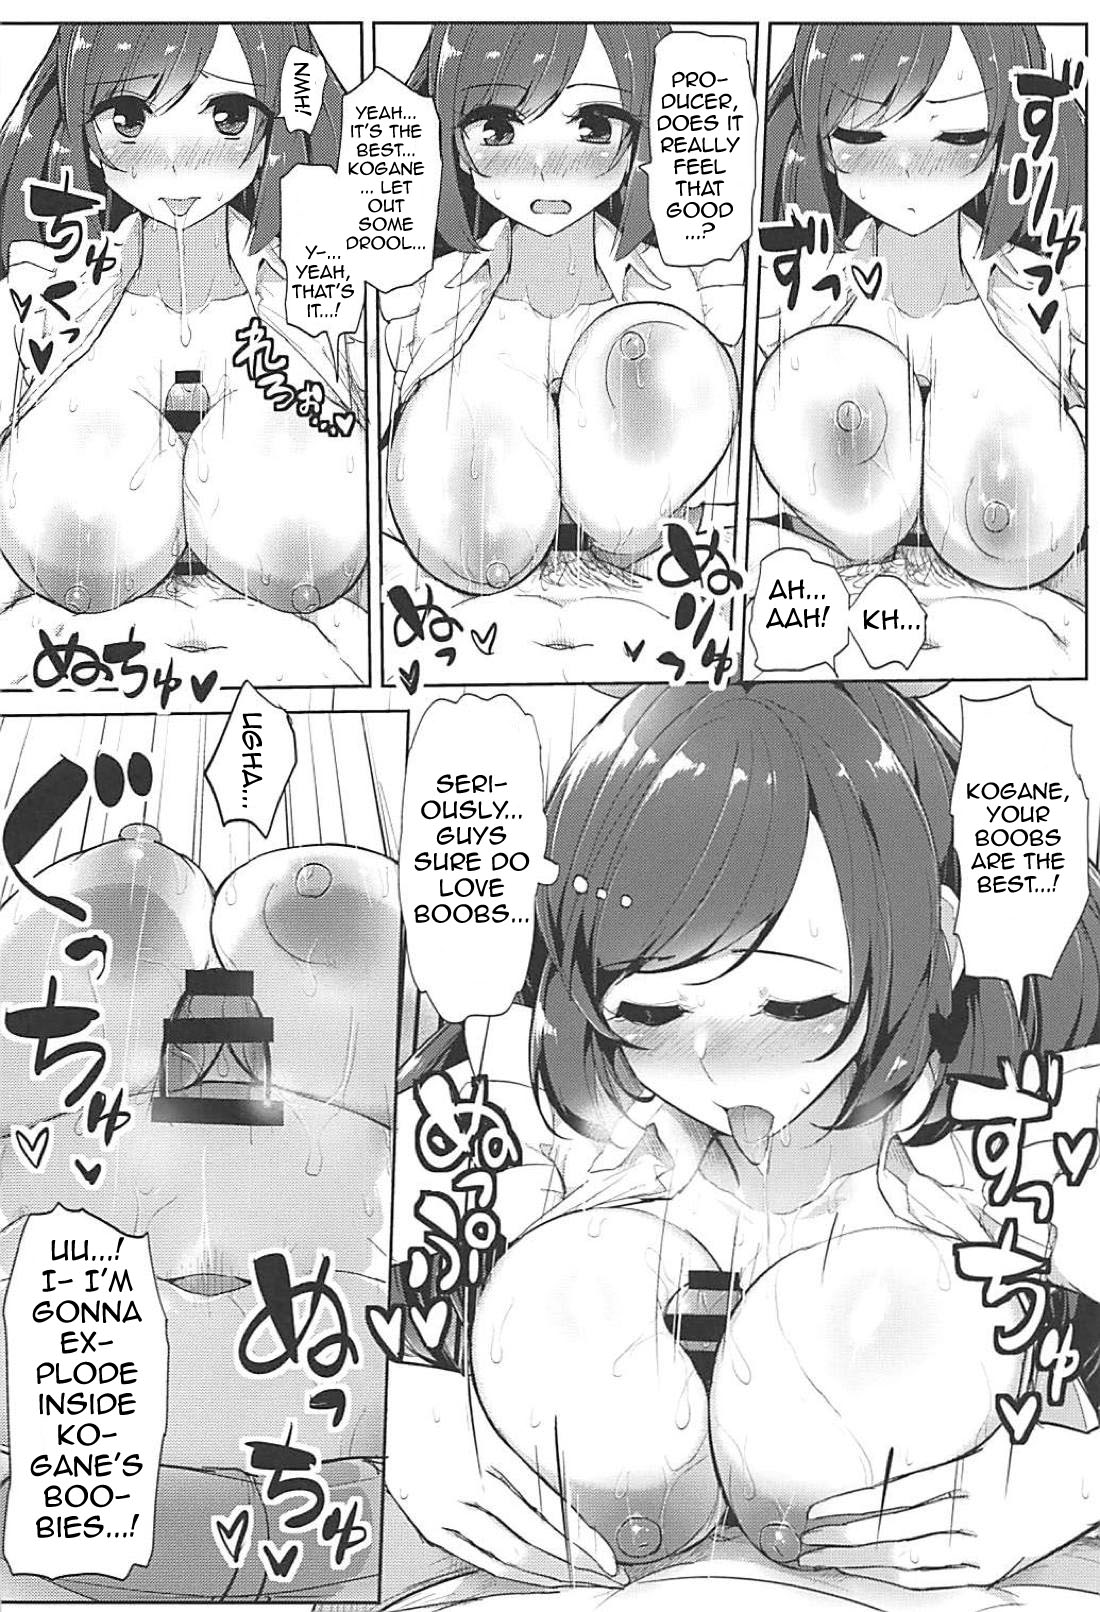 ずりゅっ
ずっ
AH...
AAH!
KH...
PRO-
DUCER,
DOES IT
REALLY
FEEL
THAT
GOOD
...?
YEAH...
IT'S THE
BEST...
KOGANE
... LET
OUT
SOME
DROOL...
ぬっ
ぬりゅ
NWH!
Y-...
YEAH,
THAT'S
IT...!
ちゅ
くっ
れろぉ...
ぬちゅ
KOGANE,
YOUR
BOOBS
ARE THE
BEST...!
SERI-
OUSLY...
GUYS
SURE DO
LOVE
BOOBS...
ずっ
ちゅ
ぬっぷ
UGHA...
ぐっ
ちゅ
ぬっ
ちゅ
UU...!
I- I'M
GONNA
EX-
PLODE
INSIDE
KO-
GANE'S
BOO-
BIES...!